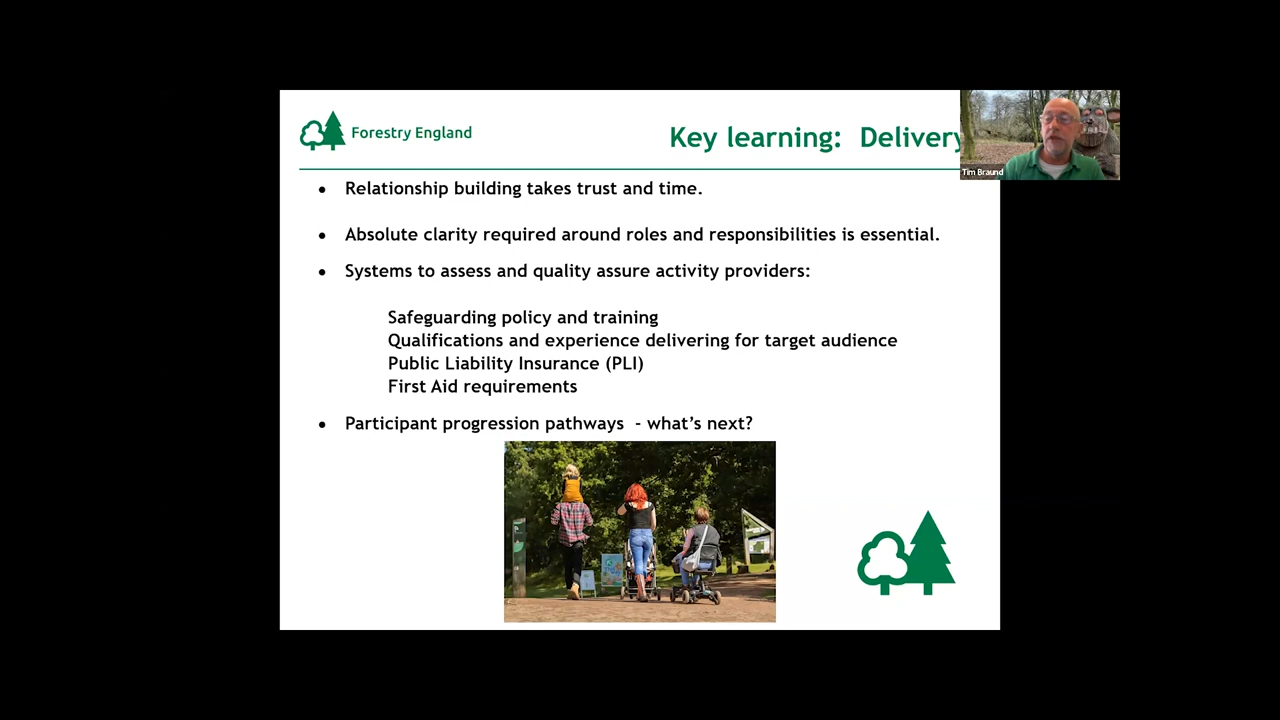 Forestry England
Key learning:  Delivery
Tim Braund
Relationship building takes trust and time.
Absolute clarity required around roles and responsibilities is essential.
Systems to assess and quality assure activity providers:
Safeguarding policy and training
Qualifications and experience delivering for target audience
Public Liability Insurance (PLI)
First Aid requirements
Participant progression pathways  - what's next?